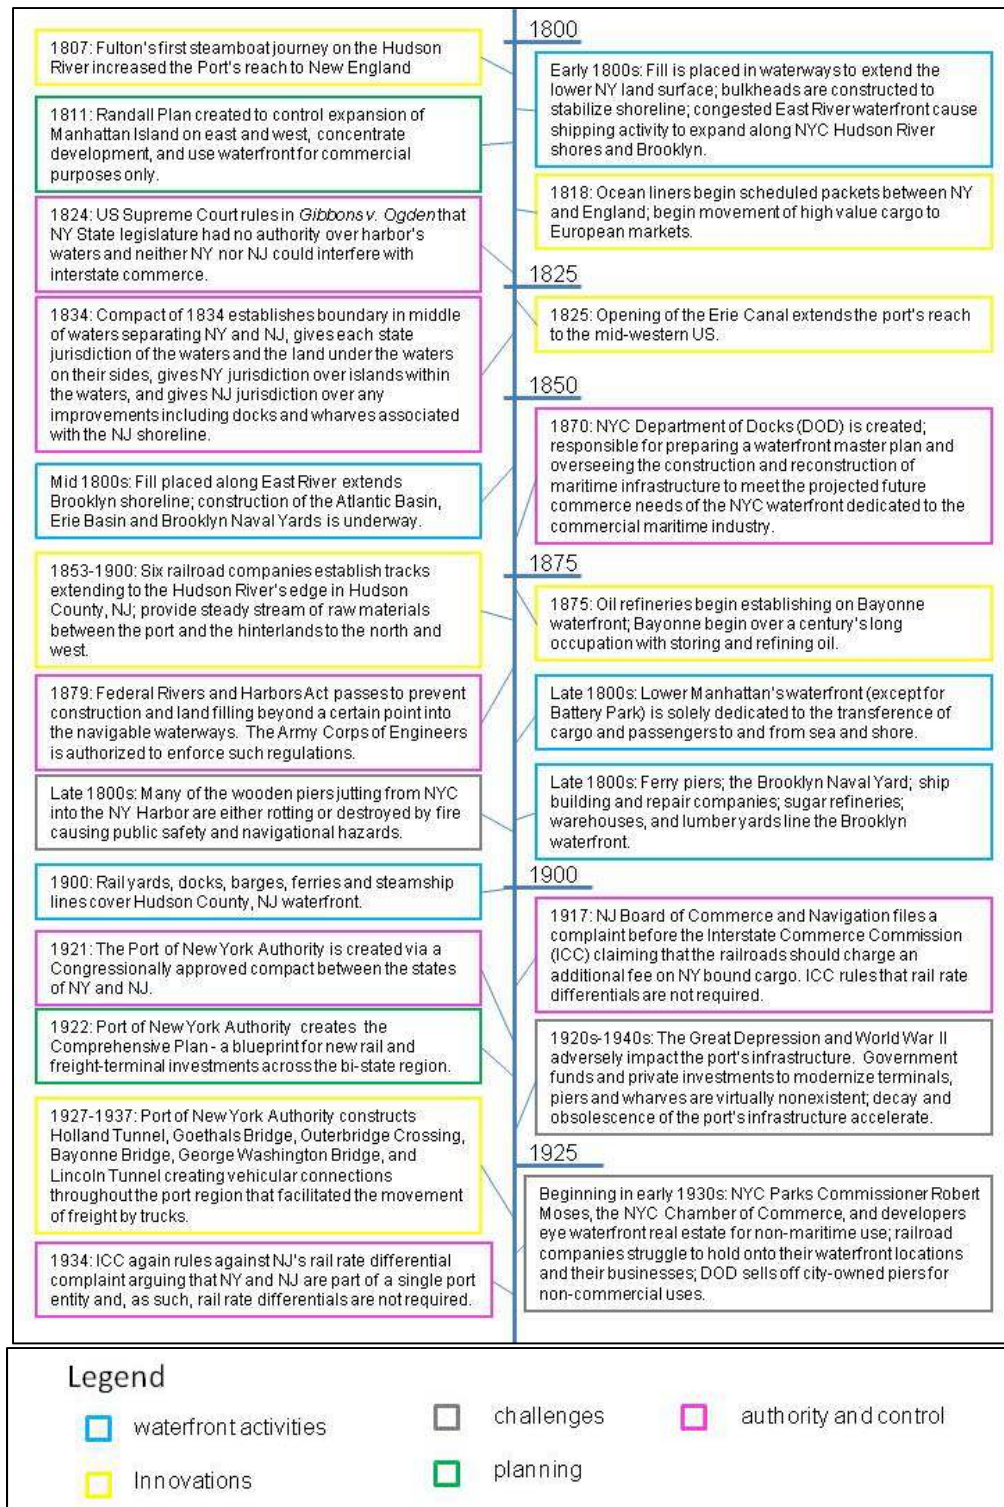 1800
1807: Fulton's first steamboat journey on the Hudson
River increased the Port's reach to New England
Early 1800s: Fill is placed in waterways to extend the
lower NY land surface; bulkheads are constructed to
stabilize shoreline; congested East River waterfront cause
shipping activity to expand along NYC Hudson River
shores and Brooklyn.
1811: Randall Plan created to control expansion of
Manhattan Island on east and west, concentrate
development, and use waterfront for commercial
purposes only.
1818: Ocean liners begin scheduled packets between NY
and England; begin movement of high value cargo to
European markets.
1824: US Supreme Court rules in Gibbons v. Ogden that
NY State legislature had no authority over harbor's
waters and neither NY nor NJ could interfere with
interstate commerce.
1825
1825: Opening of the Erie Canal extends the port's reach
to the mid-western US.
1834: Compact of 1834 establishes boundary in middle
of waters separating NY and NJ, gives each state
jurisdiction of the waters and the land under the waters
on their sides, gives NY jurisdiction over islands within
the waters, and gives NJ jurisdiction over any
improvements including docks and wharves associated
with the NJ shoreline.
1850
1870: NYC Department of Docks (DOD) is created;
responsible for preparing a waterfront master plan and
overseeing the construction and reconstruction of
maritime infrastructure to meet the projected future
commerce needs of the NYC waterfront dedicated to the
commercial maritime industry.
Mid 1800s: Fill placed along East River extends
Brooklyn shoreline; construction of the Atlantic Basin,
Erie Basin and Brooklyn Naval Yards is underway.
1875
1853-1900: Six railroad companies establish tracks
extending to the Hudson River's edge in Hudson
County, NJ; provide steady stream of raw materials
between the port and the hinterlands to the north and
west.
1875: Oil refineries begin establishing on Bayonne
waterfront; Bayonne begin over a century's long
occupation with storing and refining oil.
1879: Federal Rivers and Harbors Act passes to prevent
construction and land filling beyond a certain point into
the navigable waterways. The Army Corps of Engineers
is authorized to enforce such regulations.
Late 1800s: Lower Manhattan's waterfront (except for
Battery Park) is solely dedicated to the transference of
cargo and passengers to and from sea and shore.
Late 1800s: Many of the wooden piers jutting from NYC
into the NY Harbor are either rotting or destroyed by fire
causing public safety and navigational hazards.
Late 1800s: Ferry piers; the Brooklyn Naval Yard; ship
building and repair companies; sugar refineries;
warehouses, and lumber yards line the Brooklyn
waterfront.
1900
1900: Rail yards, docks, barges, ferries and steamship
lines cover Hudson County, NJ waterfront.
1917: NJ Board of Commerce and Navigation files a
complaint before the Interstate Commerce Commission
(ICC) claiming that the railroads should charge an
additional fee on NY bound cargo. ICC rules that rail rate
differentials are not required.
1921: The Port of New York Authority is created via a
Congressionally approved compact between the states
of NY and NJ.
1922: Port of New York Authority creates the
Comprehensive Plan - a blueprint for new rail and
freight-terminal investments across the bi-state region.
1920s-1940s: The Great Depression and World War II
adversely impact the port's infrastructure. Government
funds and private investments to modernize terminals,
piers and wharves are virtually nonexistent; decay and
obsolescence of the port's infrastructure accelerate.
1927-1937: Port of New York Authority constructs
Holland Tunnel, Goethals Bridge, Outerbridge Crossing,
Bayonne Bridge, George Washington Bridge, and
Lincoln Tunnel creating vehicular connections
throughout the port region that facilitated the movement
of freight by trucks.
1925
Beginning in early 1930s: NYC Parks Commissioner Robert
Moses, the NYC Chamber of Commerce, and developers
eye waterfront real estate for non-maritime use; railroad
companies struggle to hold onto their waterfront locations
and their businesses; DOD sells off city-owned piers for
non-commercial uses.
1934: ICC again rules against NJ's rail rate differential
complaint arguing that NY and NJ are part of a single port
entity and, as such, rail rate differentials are not required.
Legend
waterfront activities
challenges
authority and control
Innovations
planning